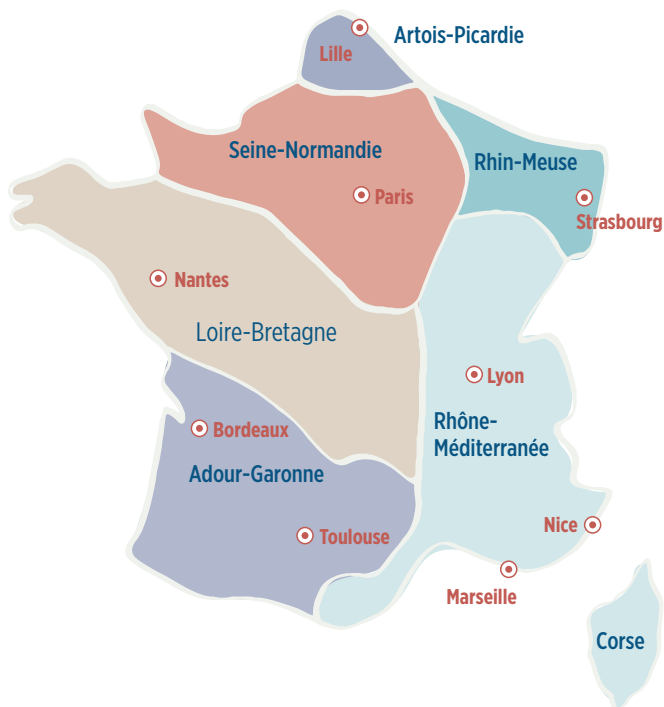 Artois-Picardie
Lille
Seine-Normandie
Rhin-Meuse
Paris
Strasbourg
Nantes
Loire-Bretagne
Lyon
Rhône-
Méditerranée
Bordeaux
Adour-Garonne
Toulouse
Nice
Marseille
Corse